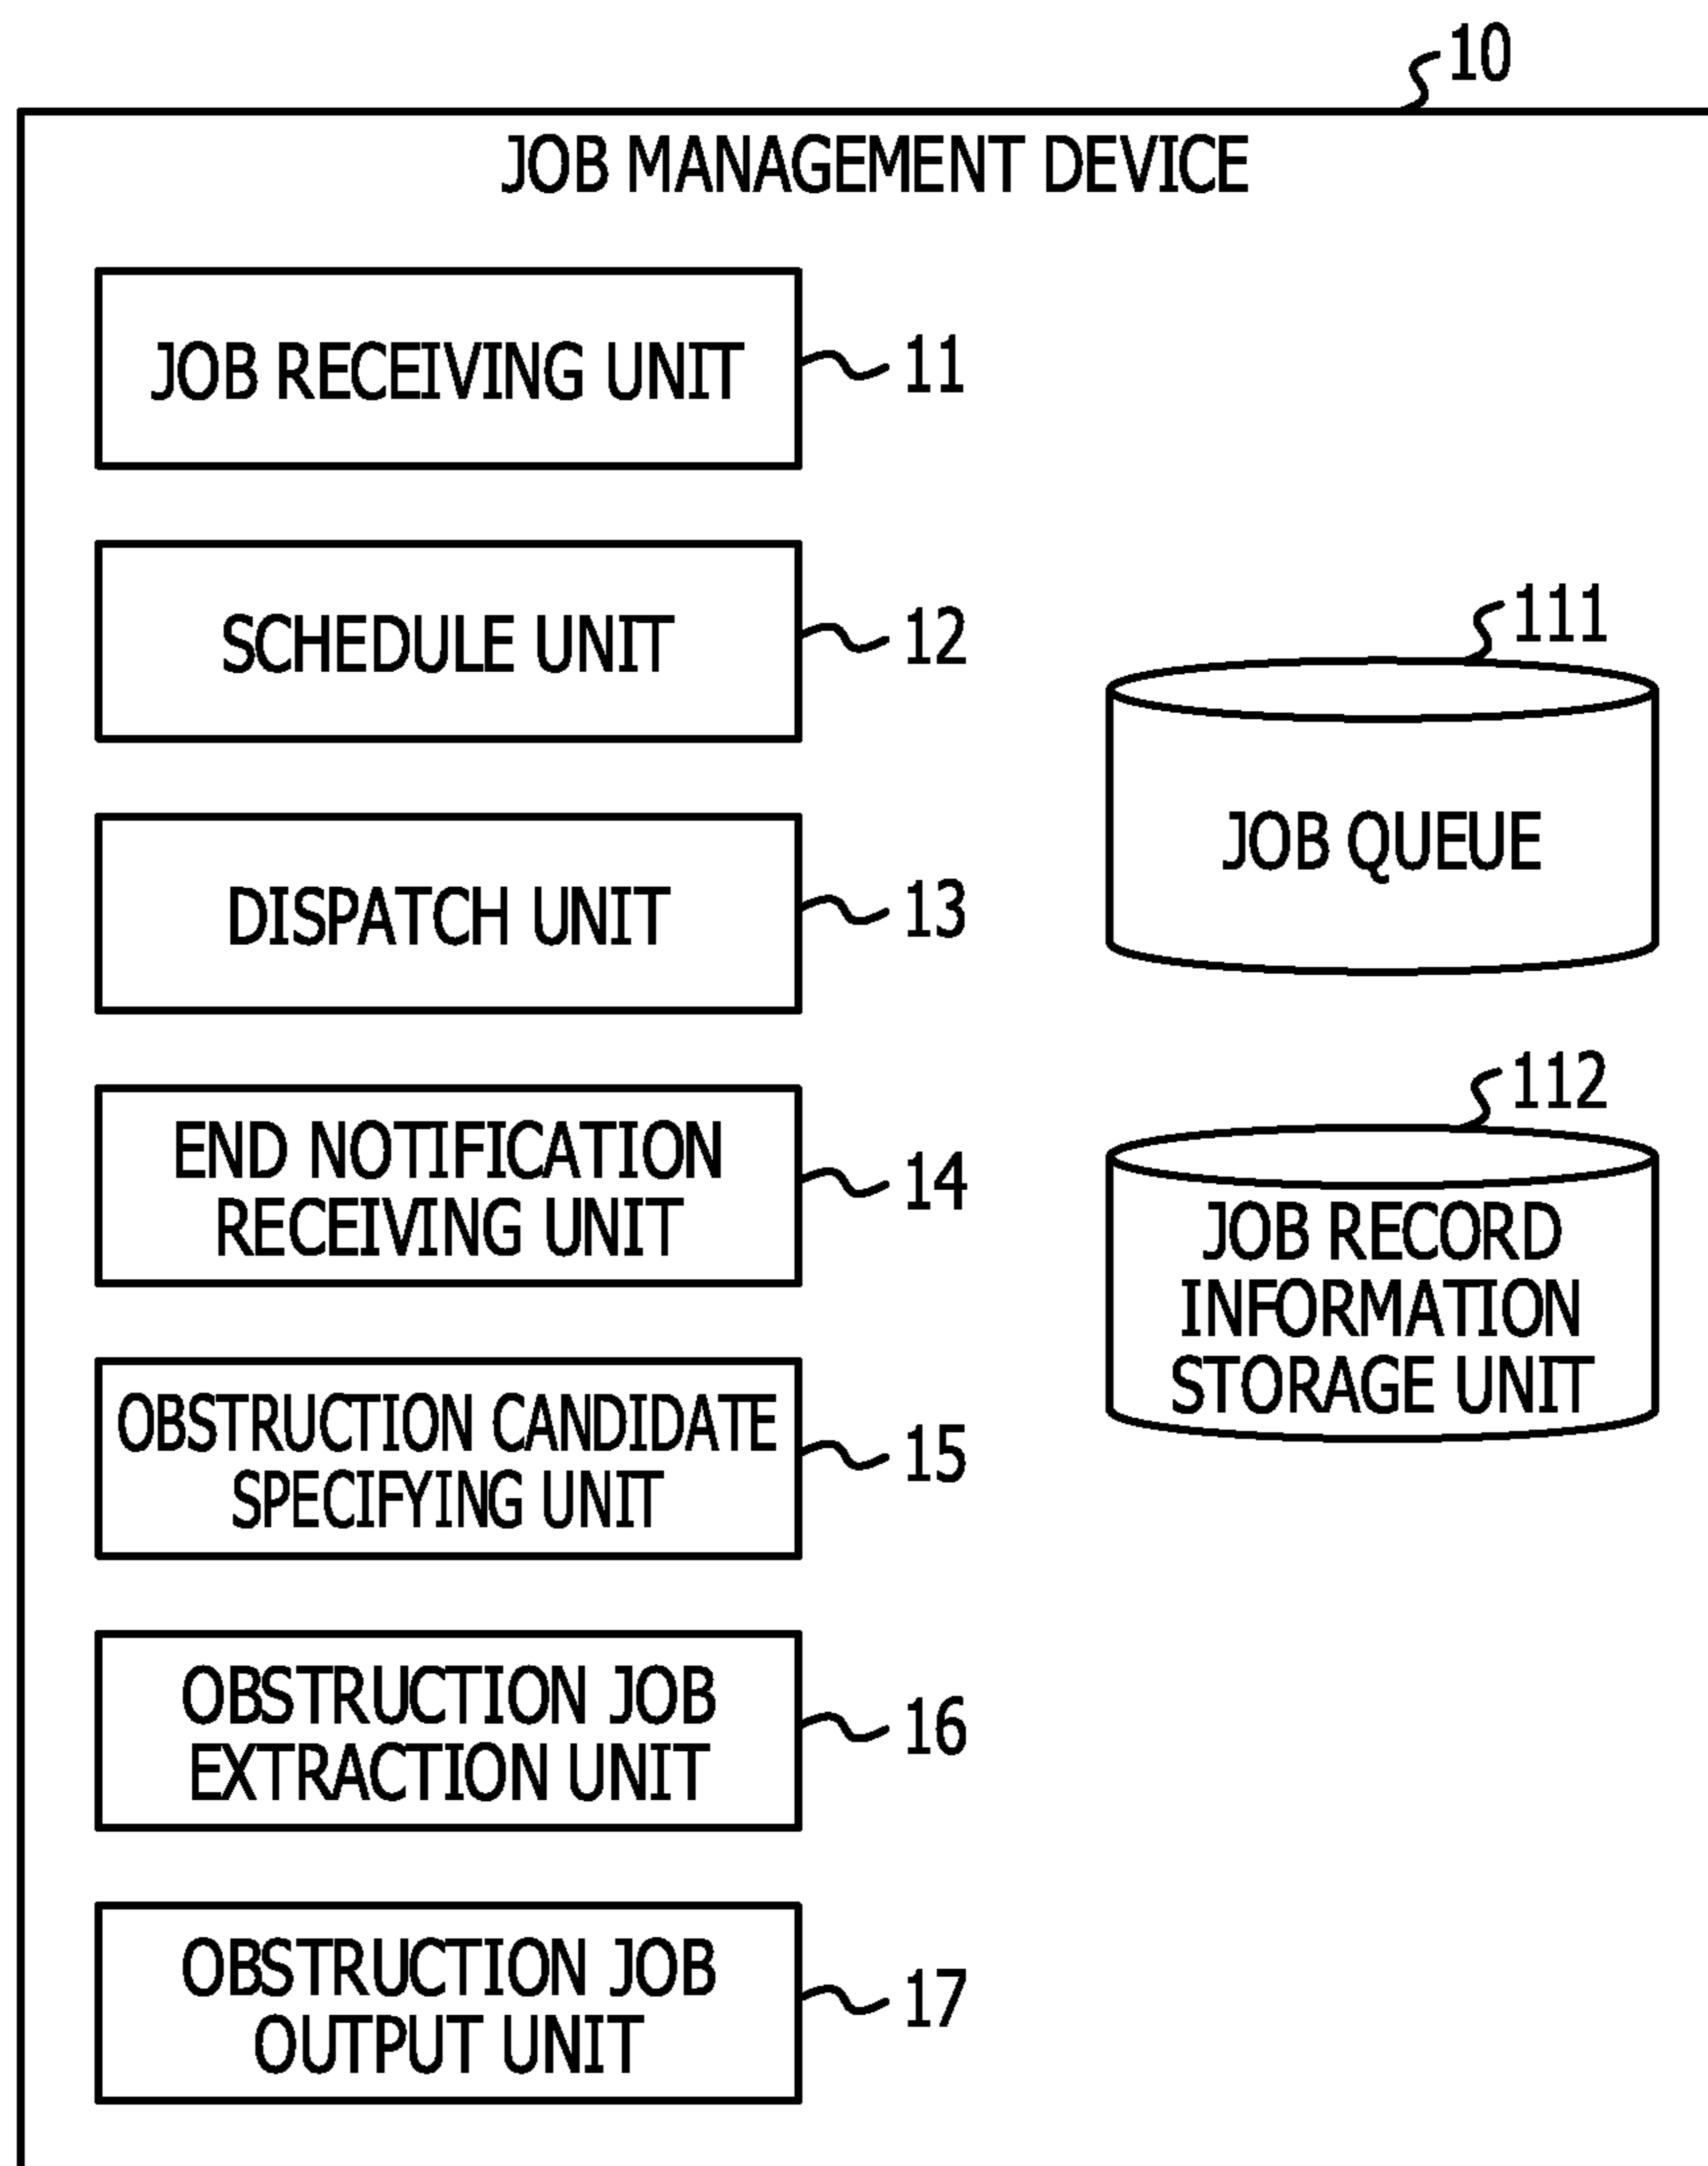 10
JOB MANAGEMENT DEVICE
JOB RECEIVING UNIT
11
SCHEDULE UNIT
12
DISPATCH UNIT
13
END NOTIFICATION
RECEIVING UNIT
14
OBSTRUCTION CANDIDATE
SPECIFYING UNIT
15
OBSTRUCTION JOB
EXTRACTION UNIT
16
OBSTRUCTION JOB
OUTPUT UNIT
17
111
JOB QUEUE
112
JOB RECORD
INFORMATION
STORAGE UNIT